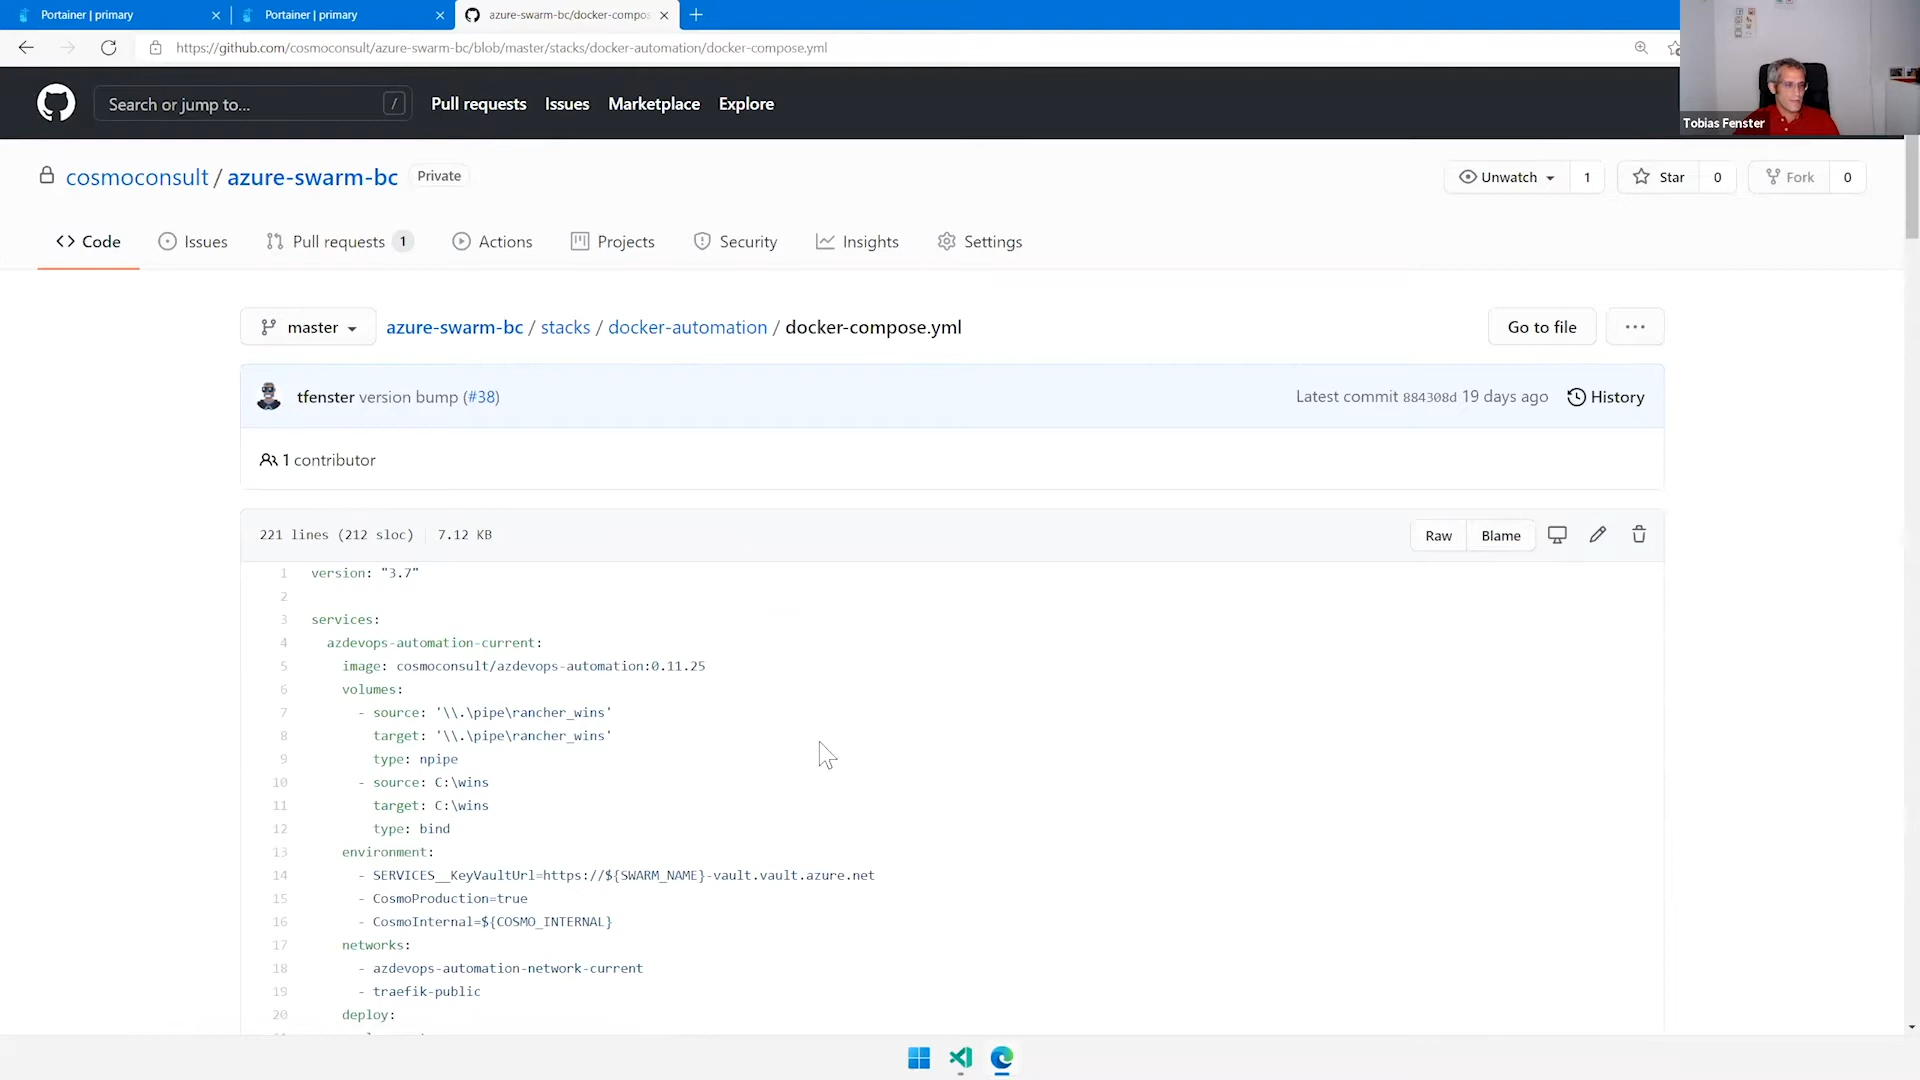 Portainer | primary
Portainer | primary
azure-swarm-bc/docker-compos
https://github.com/cosmoconsult/azure-swarm-bc/blob/master/stacks/docker-automation/docker-compose.yml
Tobias Fenster
Search or jump to...
/
Pull requests
Issues
Marketplace
Explore
cosmoconsult / azure-swarm-bc
Private
Unwatch
1
Star
0
Fork
0
Code
Issues
Pull requests 1
Actions
Projects
Security
Insights
Settings
master
azure-swarm-bc / stacks / docker-automation / docker-compose.yml
Go to file
...
tfenster version bump (#38)
Latest commit 884308d 19 days ago
History
1 contributor
221 lines (212 sloc)
7.12 KB
Raw
Blame
1 version: "3.7"
2
3 services:
4 azdevops-automation-current:
5 image: cosmoconsult/azdevops-automation:0.11.25
6 volumes:
7 - source: '\\.\pipe\rancher_wins'
8 target: '\\.\pipe\rancher_wins'
9 type: npipe
10 - source: C:\wins
11 target: C:\wins
12 type: bind
13 environment:
14 - SERVICES__KeyVaultUrl=https://${SWARM_NAME}-vault.vault.azure.net
15 - CosmoProduction=true
16 - CosmoInternal=${COSMO_INTERNAL}
17 networks:
18 - azdevops-automation-network-current
19 - traefik-public
20 deploy: